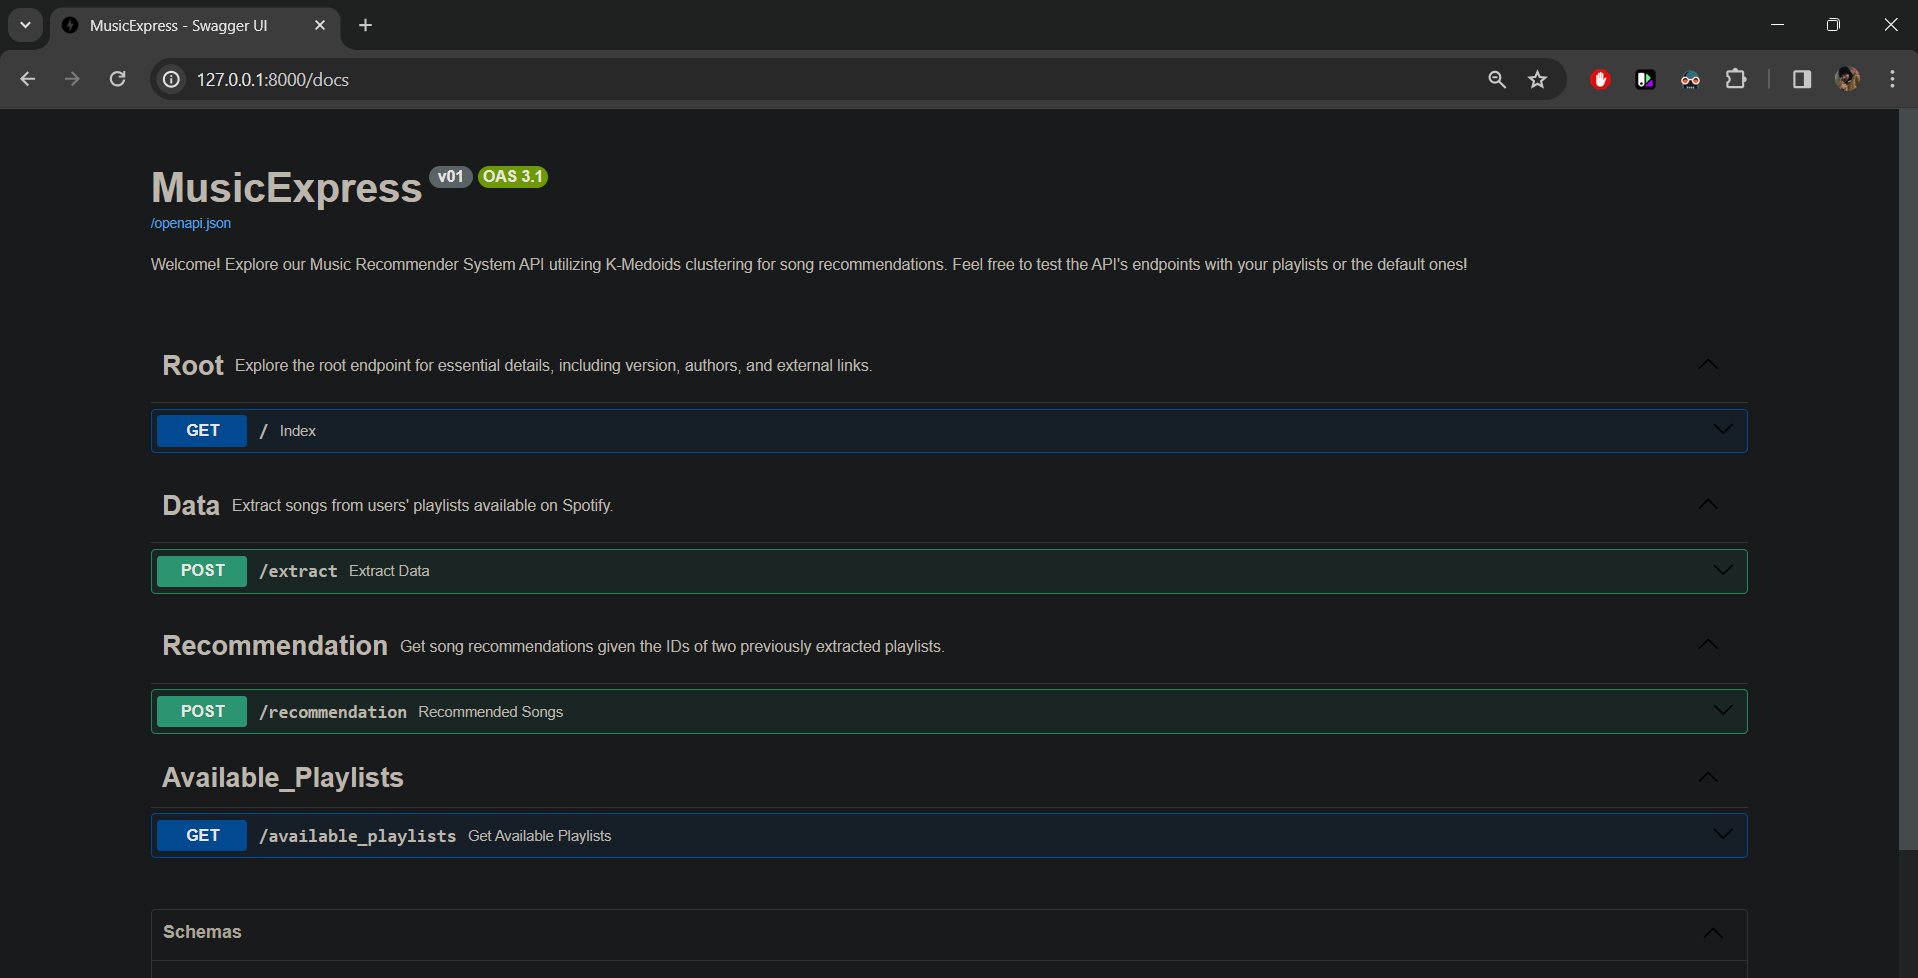 MusicExpress - Swagger UI
127.0.0.1:8000/docs
MusicExpress v01 OAS 3.1
/openapi.json
Welcome! Explore our Music Recommender System API utilizing K-Medoids clustering for song recommendations. Feel free to test the API's endpoints with your playlists or the default ones!
Root Explore the root endpoint for essential details, including version, authors, and external links.
GET / Index
Data Extract songs from users' playlists available on Spotify.
POST /extract Extract Data
Recommendation Get song recommendations given the IDs of two previously extracted playlists.
POST /recommendation Recommended Songs
Available_Playlists
GET /available_playlists Get Available Playlists
Schemas